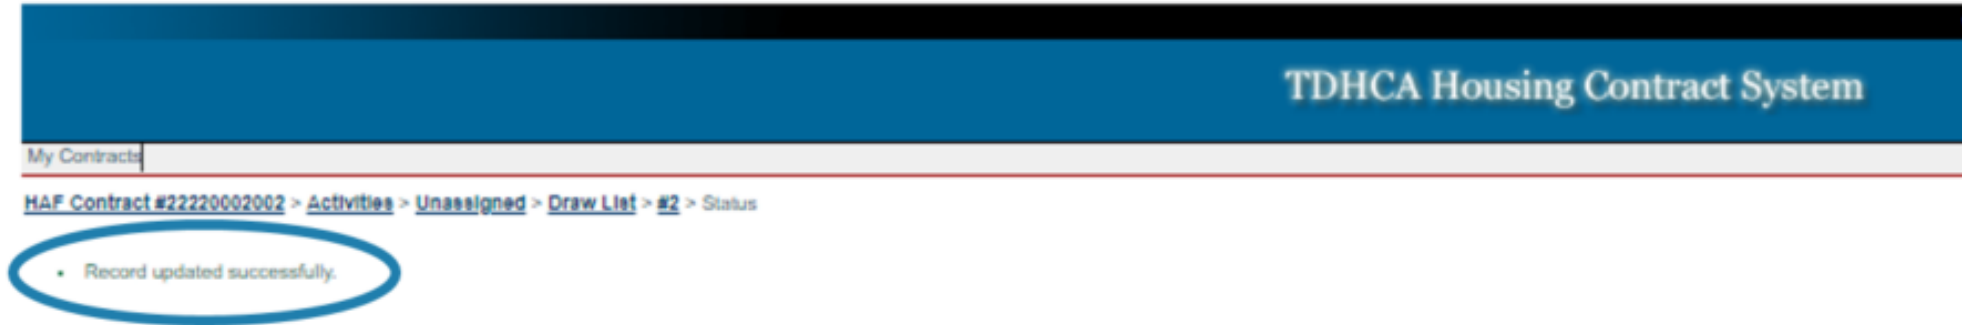 TDHCA Housing Contract System
My Contracts
HAF Contract #22220002002 > Activities > Unassigned > Draw List > #2 > Status
• Record updated successfully.